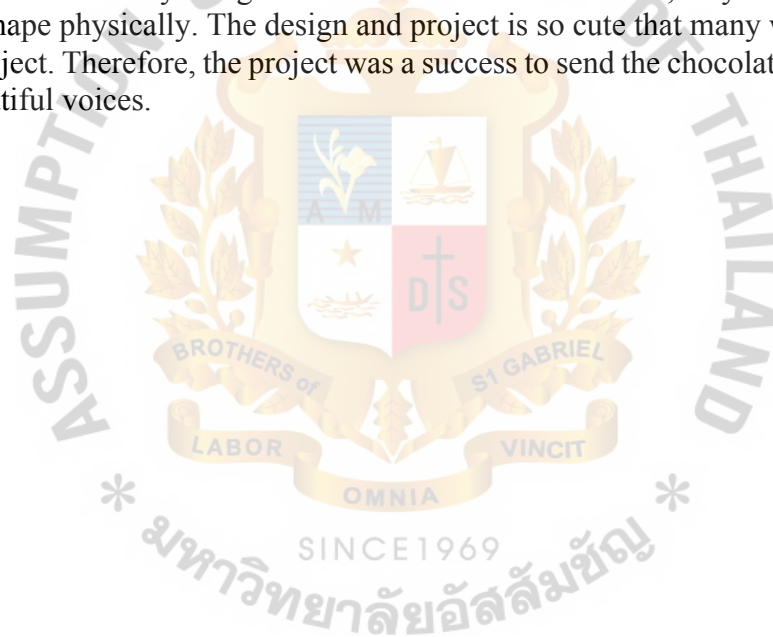 shape physically. The design and project is so cute that many
ject. Therefore, the project was a success to send the chocolat
tiful voices.
ASSUMPTION
OF
THAILAND
A M
D S
BROTHERS of
S1 GABRIEL
LABOR
VINCIT
OMNIA
SINCE1969
มหาวิทยาลัยอัสสัมชัญ